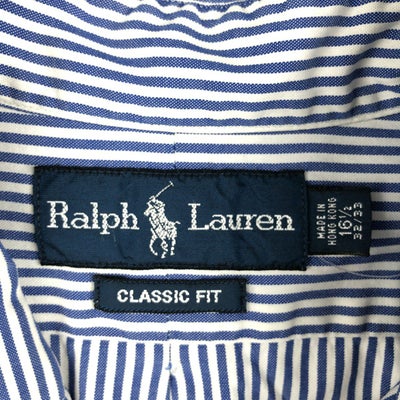 Ralph Lauren
MADE IN
HONG KONG
16½
32/33
CLASSIC FIT